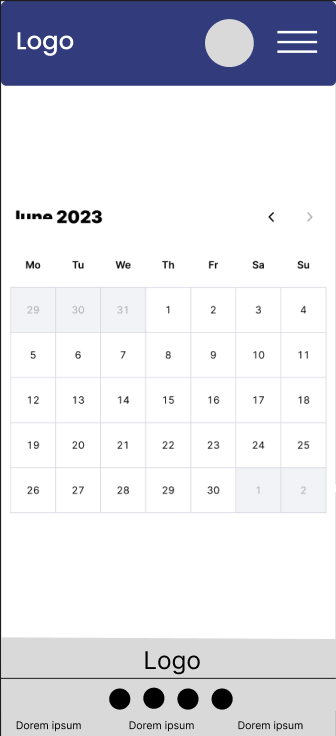 Logo
June 2023
Mo Tu We Th Fr Sa Su
29 30 31 1 2 3 4
5 6 7 8 9 10 11
12 13 14 15 16 17 18
19 20 21 22 23 24 25
26 27 28 29 30 1 2
Logo
Dorem ipsum Dorem ipsum Dorem ipsum